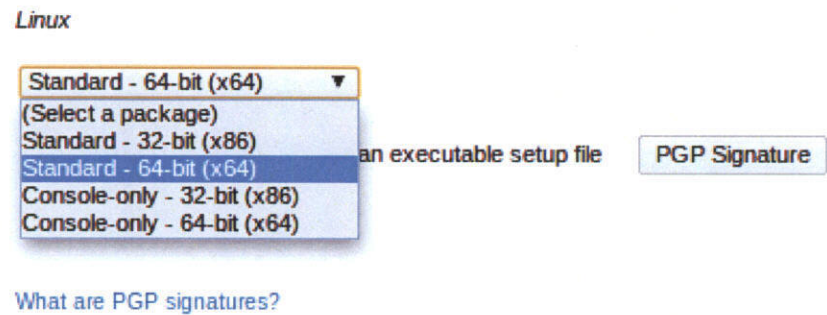 Linux
Standard - 64-bit (x64) ▼
(Select a package)
Standard - 32-bit (x86)
Standard - 64-bit (x64)
an executable setup file PGP Signature
Console-only - 32-bit (x86)
Console-only - 64-bit (x64)
What are PGP signatures?